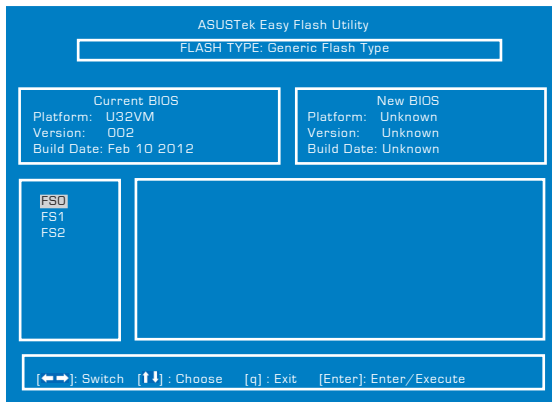 ASUSTek Easy Flash Utility
FLASH TYPE: Generic Flash Type
Current BIOS
Platform: U32VM
Version: 002
Build Date: Feb 10 2012
New BIOS
Platform: Unknown
Version: Unknown
Build Date: Unknown
FS0
FS1
FS2
[⬅➡]: Switch [⬆⬇] : Choose [q] : Exit [Enter]: Enter/Execute